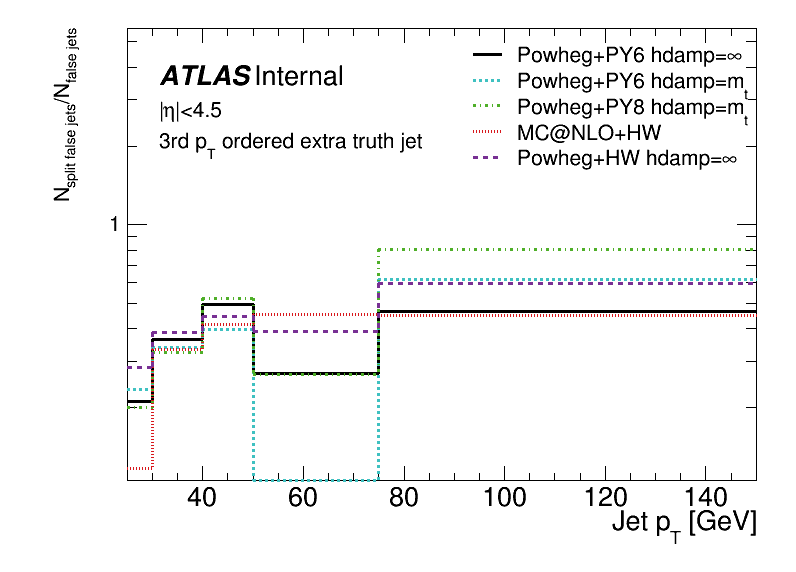 N_split false jets/N_false jets
ATLAS Internal
|η|<4.5
3rd p_T ordered extra truth jet
Powheg+PY6 hdamp=∞
Powheg+PY6 hdamp=m_t
Powheg+PY8 hdamp=m_t
MC@NLO+HW
Powheg+HW hdamp=∞
1
40 60 80 100 120 140
Jet p_T [GeV]